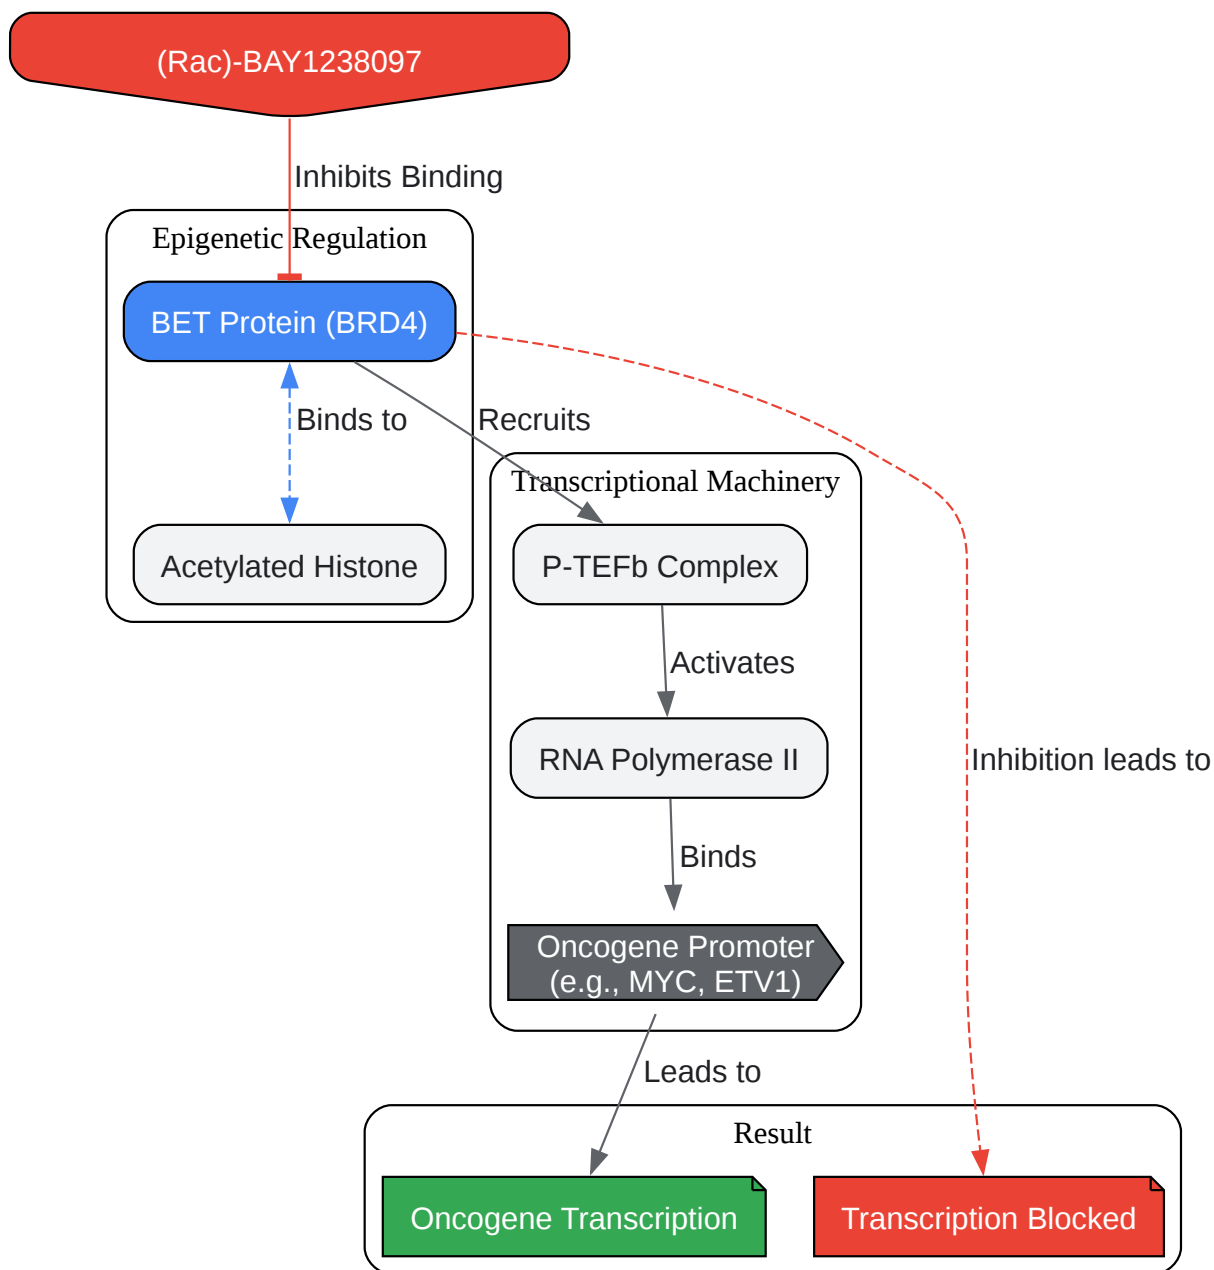 (Rac)-BAY1238097
Inhibits Binding
Epigenetic Regulation
BET Protein (BRD4)
Binds to
Recruits
Acetylated Histone
Transcriptional Machinery
P-TEFb Complex
Activates
RNA Polymerase II
Inhibition leads to
Binds
Oncogene Promoter
(e.g., MYC, ETV1)
Leads to
Result
Oncogene Transcription
Transcription Blocked